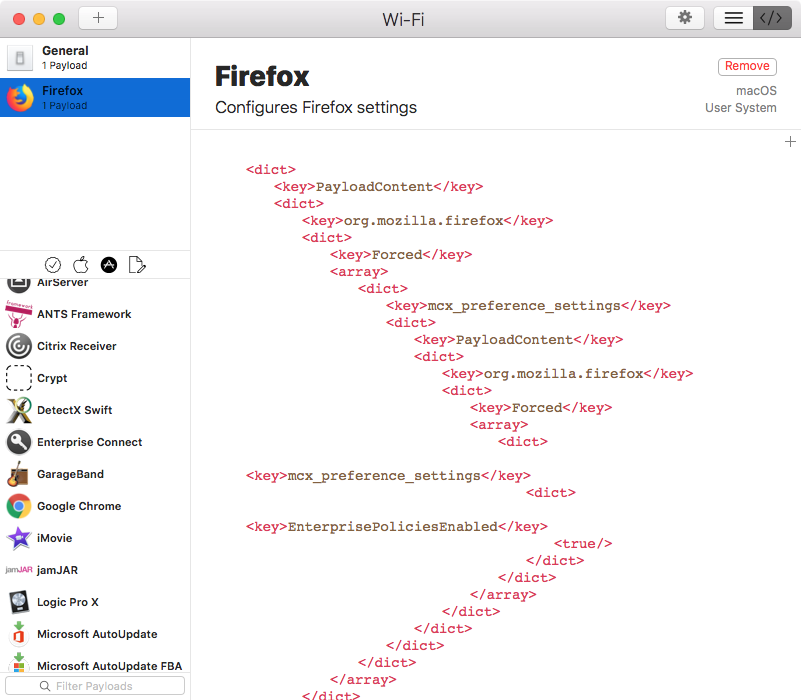 Wi-Fi
General
1 Payload
Firefox
1 Payload
AirServer
ANTS Framework
Citrix Receiver
Crypt
DetectX Swift
Enterprise Connect
GarageBand
Google Chrome
iMovie
jamJAR
jamJAR
Logic Pro X
Microsoft AutoUpdate
Microsoft AutoUpdate FBA
Filter Payloads
Firefox
Configures Firefox settings
Remove
macOS
User System
<dict>
<key>PayloadContent</key>
<dict>
<key>org.mozilla.firefox</key>
<dict>
<key>Forced</key>
<array>
<dict>
<key>mcx_preference_settings</key>
<dict>
<key>PayloadContent</key>
<dict>
<key>org.mozilla.firefox</key>
<dict>
<key>Forced</key>
<array>
<dict>
<key>mcx_preference_settings</key>
<dict>
<key>EnterprisePoliciesEnabled</key>
<true/>
</dict>
</dict>
</array>
</dict>
</dict>
</dict>
</dict>
</array>
</dict>